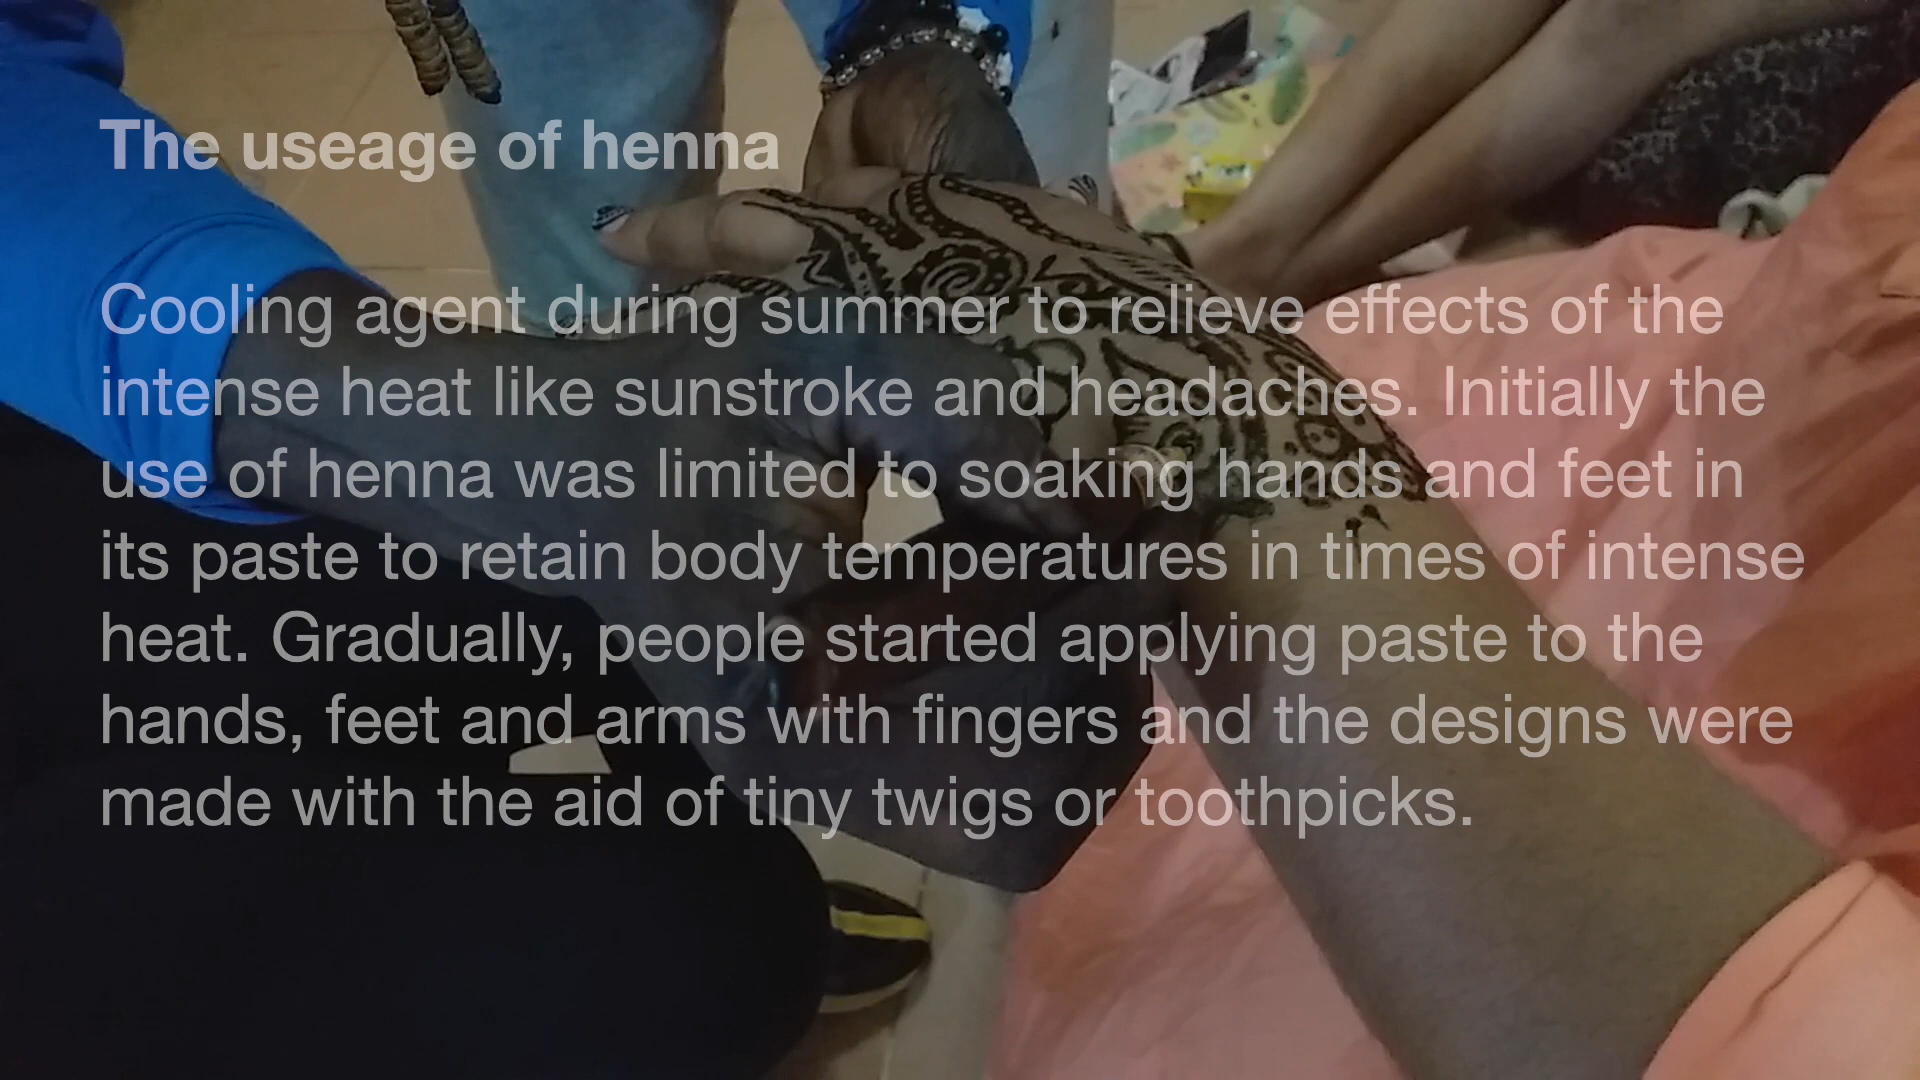 The useage of henna
Cooling agent during summer to relieve effects of the
intense heat like sunstroke and headaches. Initially the
use of henna was limited to soaking hands and feet in
its paste to retain body temperatures in times of intense
heat. Gradually, people started applying paste to the
hands, feet and arms with fingers and the designs were
made with the aid of tiny twigs or toothpicks.